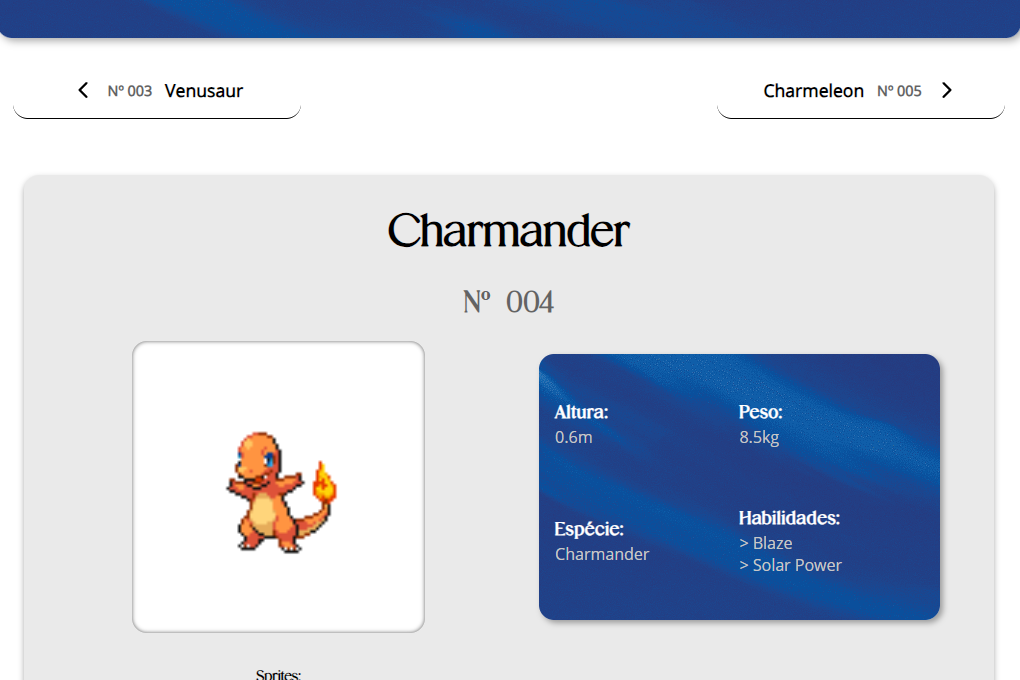 Nº 003 Venusaur
Charmeleon Nº 005
Charmander
Nº 004
Altura:
0.6m
Peso:
8.5kg
Espécie:
Charmander
Habilidades:
> Blaze
> Solar Power
Sprites: